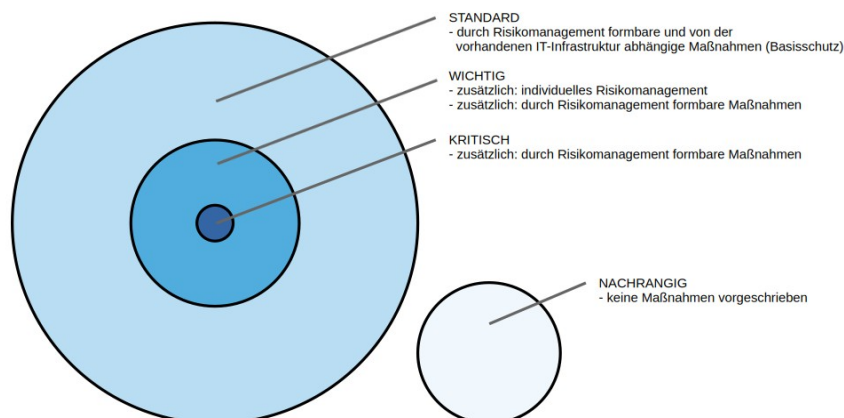 STANDARD
- durch Risikomanagement formbare und von der
vorhandenen IT-Infrastruktur abhängige Maßnahmen (Basisschutz)
WICHTIG
- zusätzlich: individuelles Risikomanagement
- zusätzlich: durch Risikomanagement formbare Maßnahmen
KRITISCH
- zusätzlich: durch Risikomanagement formbare Maßnahmen
NACHRANGIG
- keine Maßnahmen vorgeschrieben